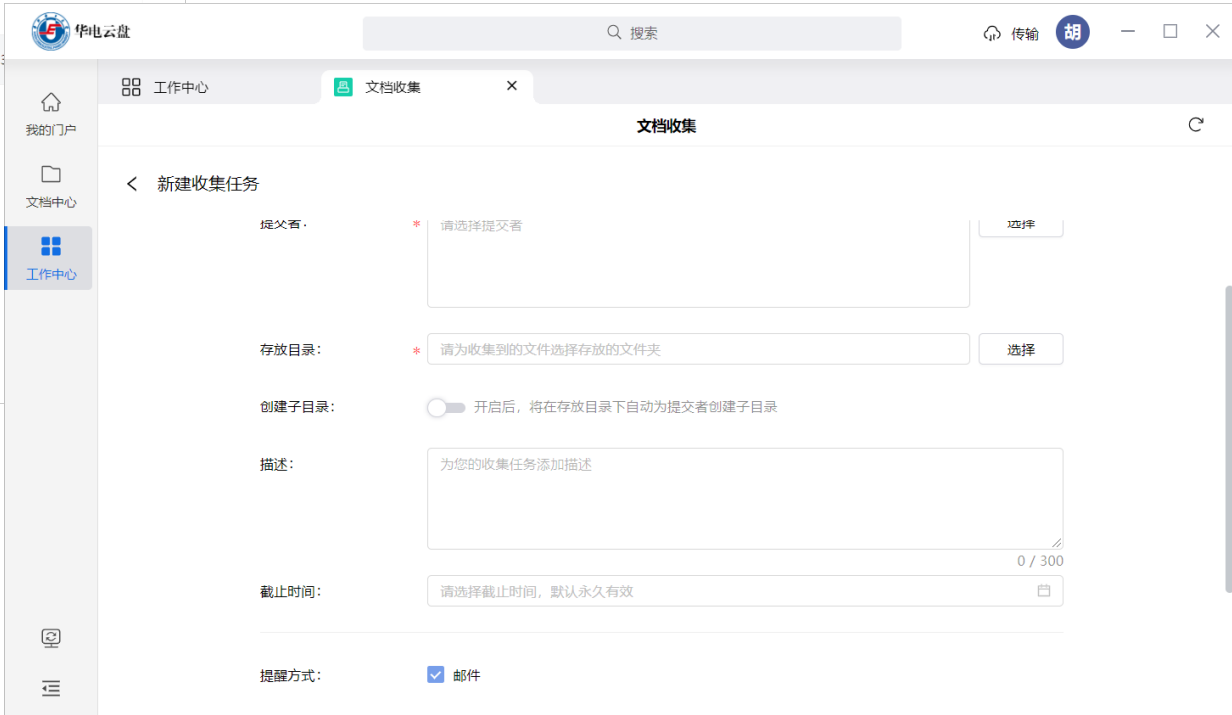 华电云盘
搜索
传输
胡
工作中心
文档收集
我的门户
文档中心
工作中心
文档收集
新建收集任务
提交者：
* 请选择提交者
选择
存放目录：
* 请为收集到的文件选择存放的文件夹
选择
创建子目录：
开启后，将在存放目录下自动为提交者创建子目录
描述：
为您的收集任务添加描述
0 / 300
截止时间：
请选择截止时间，默认永久有效
提醒方式：
邮件